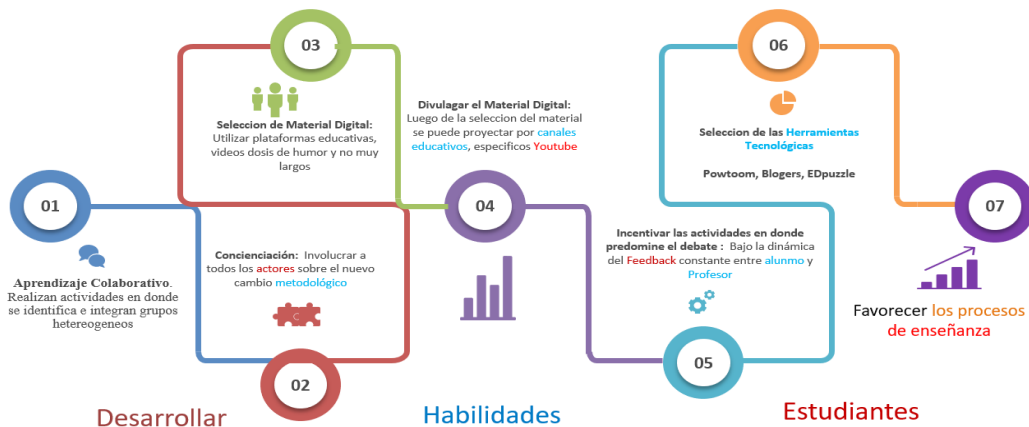 01
Aprendizaje Colaborativo.
Realizan actividades en donde
se identifica e integran grupos
hetereogeneos
02
Concienciación: Involucrar a
todos los actores sobre el nuevo
cambio metodológico
03
Seleccion de Material Digital:
Utilizar plataformas educativas,
videos dosis de humor y no muy
largos
04
Divulagar el Material Digital:
Luego de la seleccion del material
se puede proyectar por canales
educativos, especificos Youtube
05
Incentivar las actividades en donde
predomine el debate : Bajo la dinámica
del Feedback constante entre alunmo y
Profesor
06
Seleccion de las Herramientas
Tecnológicas
Powtoom, Blogers, EDpuzzle
07
Favorecer los procesos
de enseñanza
Desarrollar
Habilidades
Estudiantes